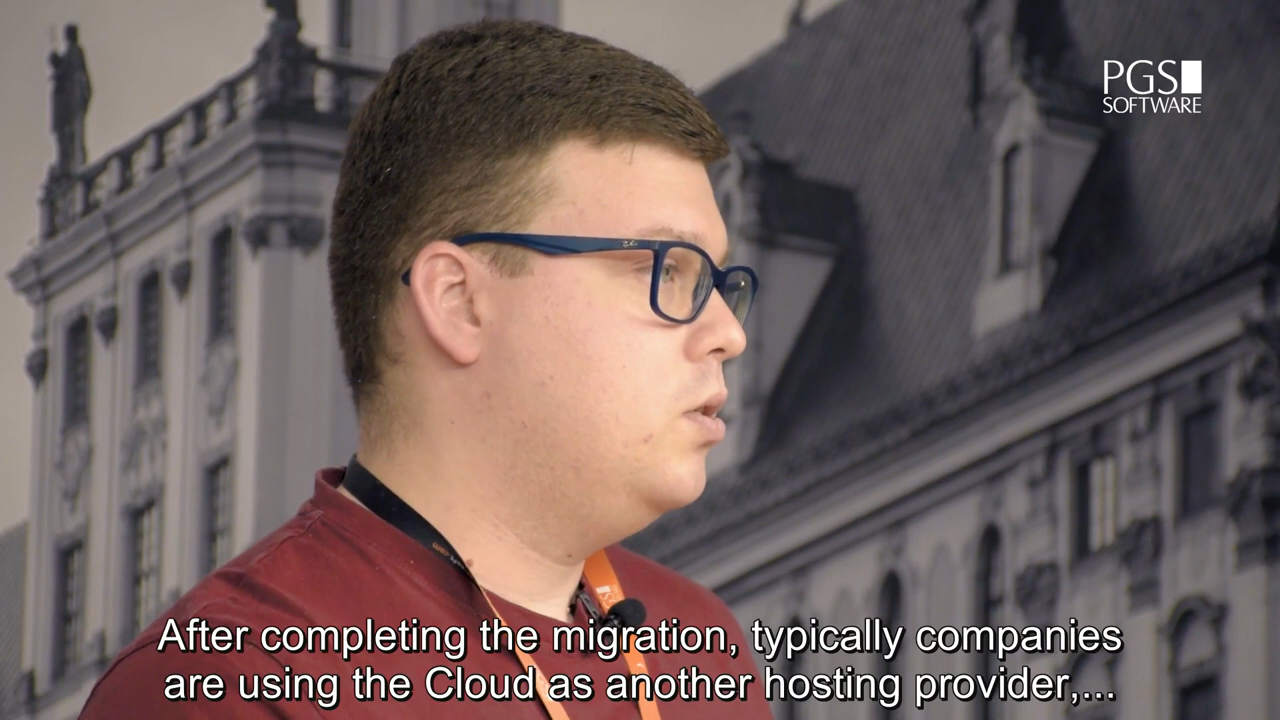 PGS
SOFTWARE
After completing the migration, typically companies
are using the Cloud as another hosting provider,...